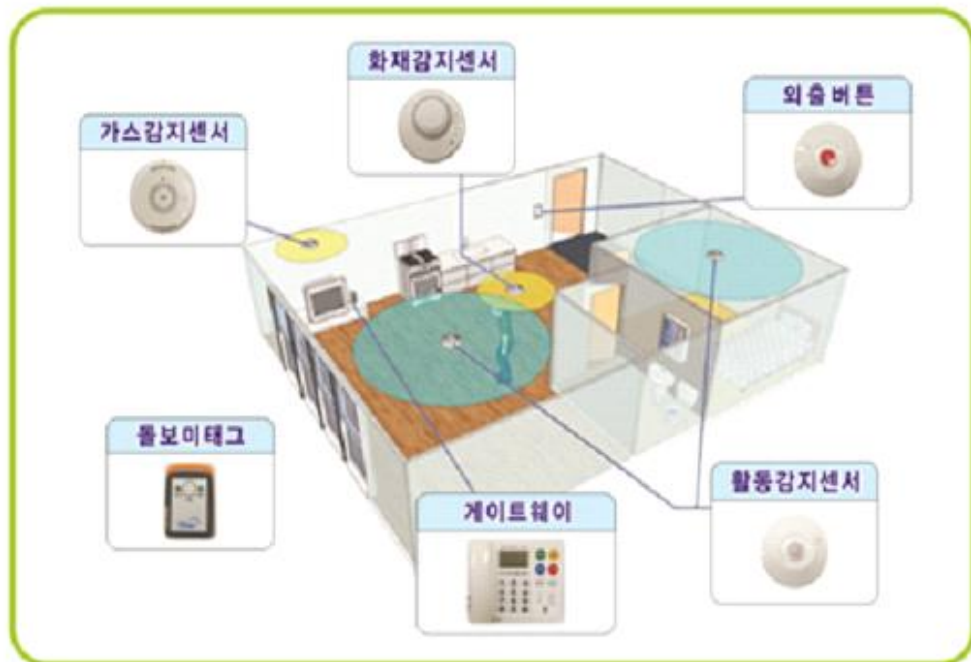 화재감지센서
외출버튼
가스감지센서
돌보미태그
게이트웨이
활동감지센서